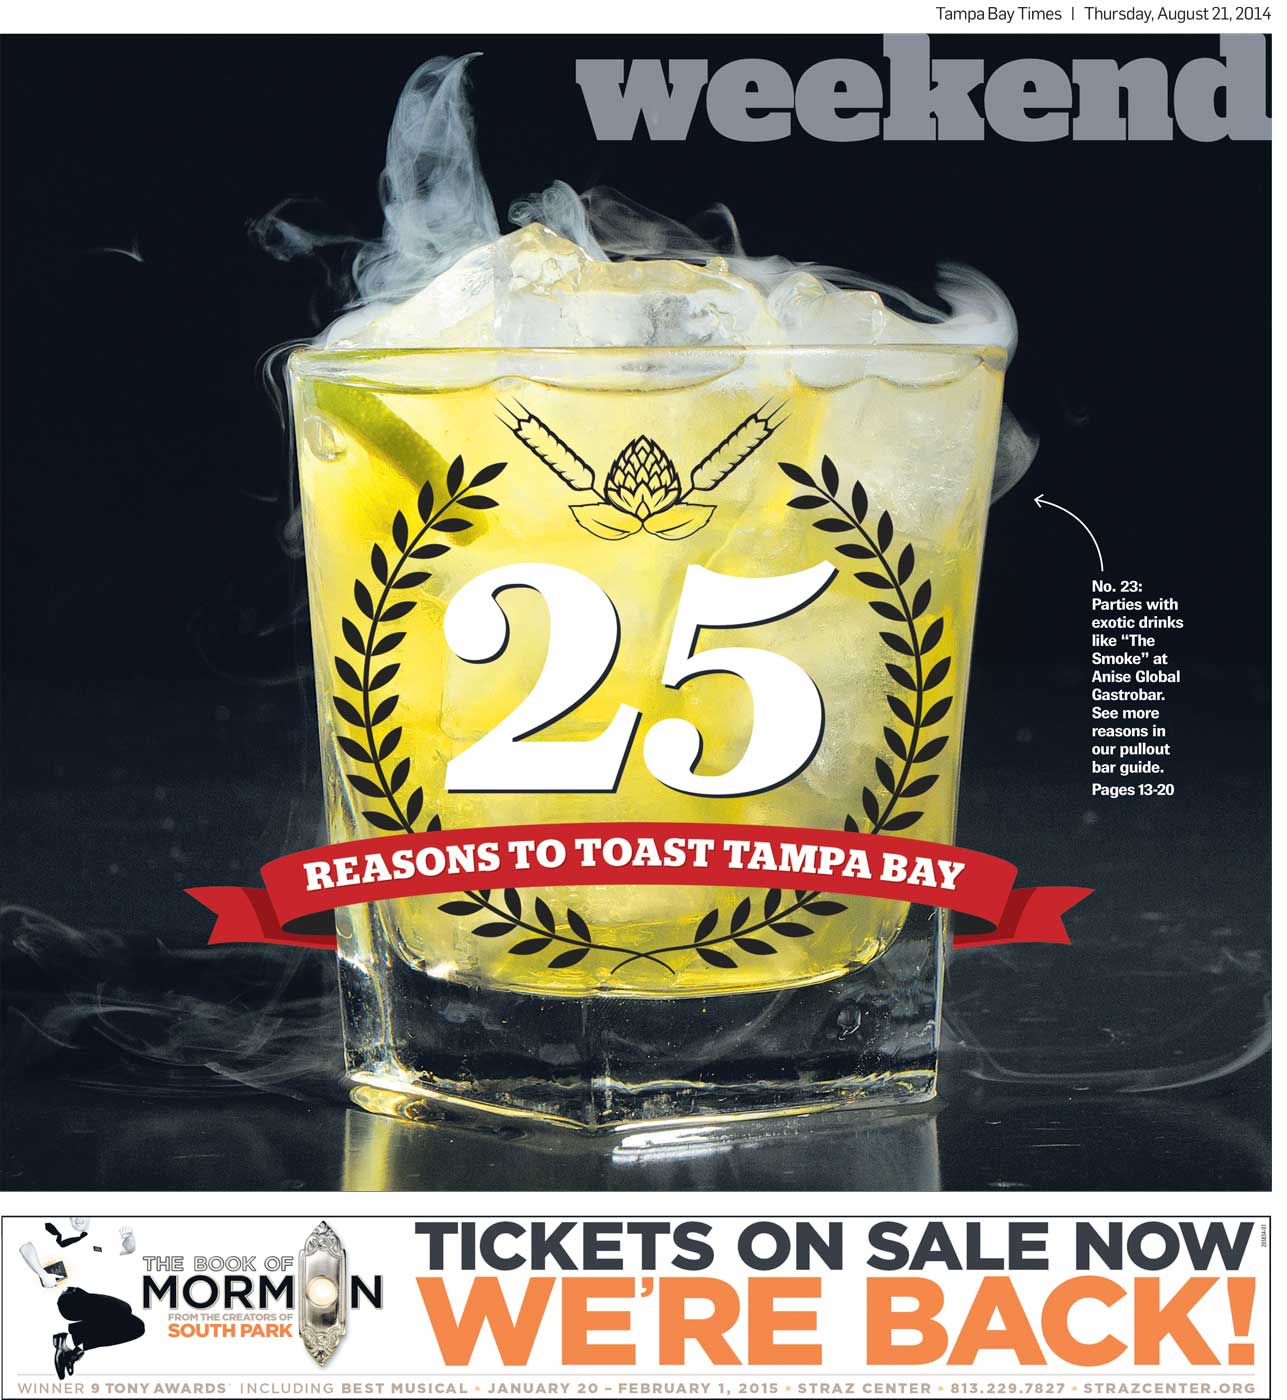 Tampa Bay Times | Thursday, August 21, 2014
weekend
25
REASONS TO TOAST TAMPA BAY
No. 23:
Parties with
exotic drinks
like “The
Smoke” at
Anise Global
Gastrobar.
See more
reasons in
our pullout
bar guide.
Pages 13-20
THE BOOK OF
MORMON
FROM THE CREATORS OF
SOUTH PARK
TICKETS ON SALE NOW
WE’RE BACK!
WINNER 9 TONY AWARDS INCLUDING BEST MUSICAL • JANUARY 20 – FEBRUARY 1, 2015 • STRAZ CENTER • 813.229.7827 • STRAZCENTER.ORG